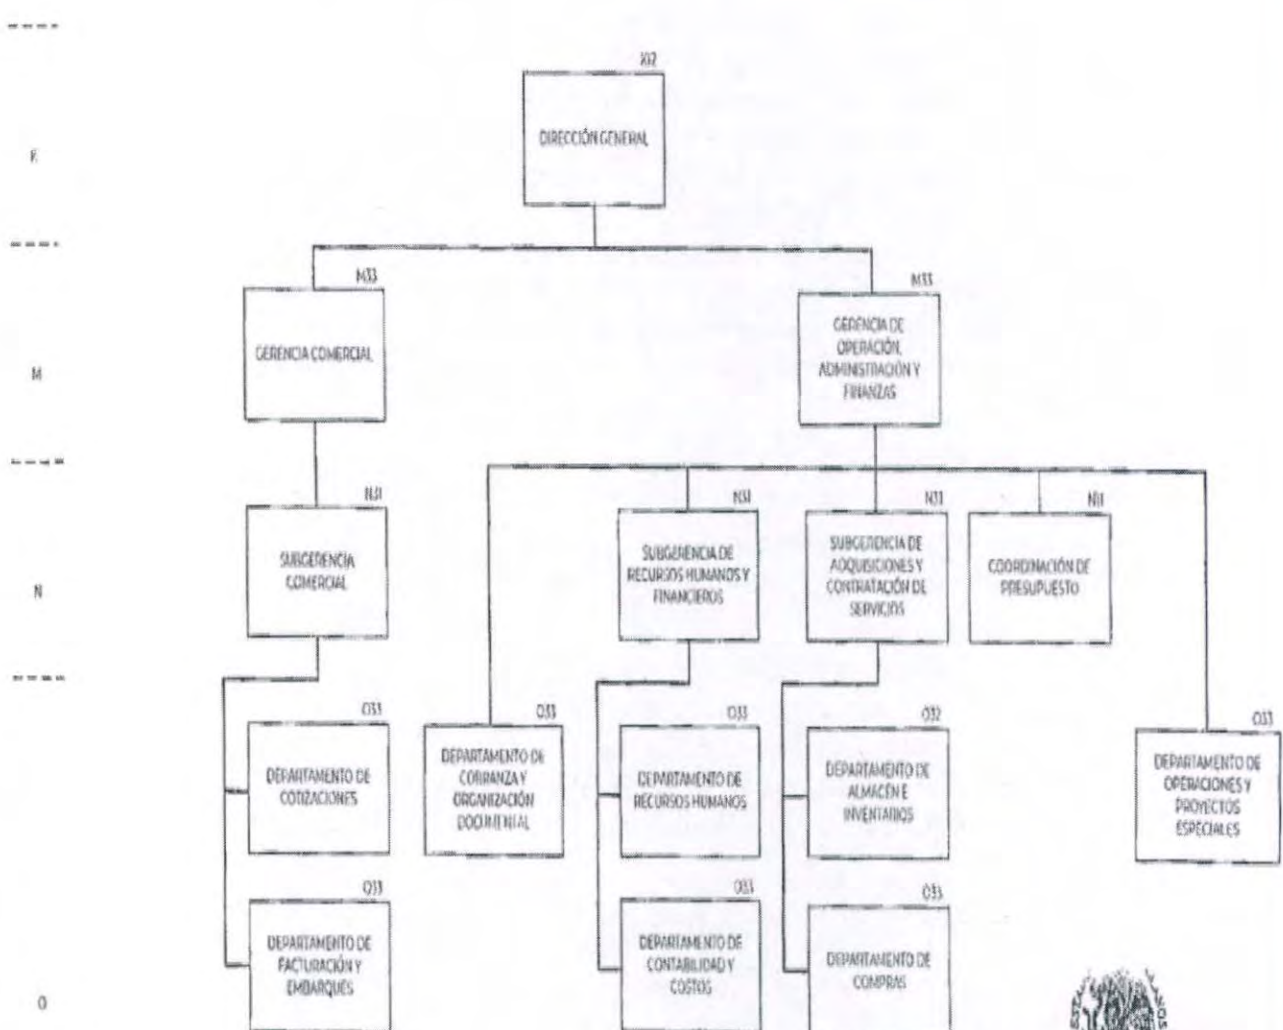 K
DIRECCIÓN GENERAL
M
M33
GERENCIA COMERCIAL
M33
GERENCIA DE
OPERACIÓN,
ADMINISTRACIÓN Y
FINANZAS
N
N31
SUBGERENCIA
COMERCIAL
N31
SUBGERENCIA DE
RECURSOS HUMANOS Y
FINANCIEROS
SUBGERENCIA DE
ADQUISICIONES Y
CONTRATACIÓN DE
SERVICIOS
N11
COORDINACIÓN DE
PRESUPUESTO
O33
DEPARTAMENTO DE
COTIZACIONES
O33
DEPARTAMENTO DE
COBRANZA Y
ORGANIZACIÓN
DOCUMENTAL
O33
DEPARTAMENTO DE
RECURSOS HUMANOS
O32
DEPARTAMENTO DE
ALMACÉN E
INVENTARIOS
O33
DEPARTAMENTO DE
OPERACIONES Y
PROYECTOS
ESPECIALES
O
O33
DEPARTAMENTO DE
FACTURACIÓN Y
EMBARQUES
O33
DEPARTAMENTO DE
CONTABILIDAD Y
COSTOS
O33
DEPARTAMENTO DE
COMPRAS